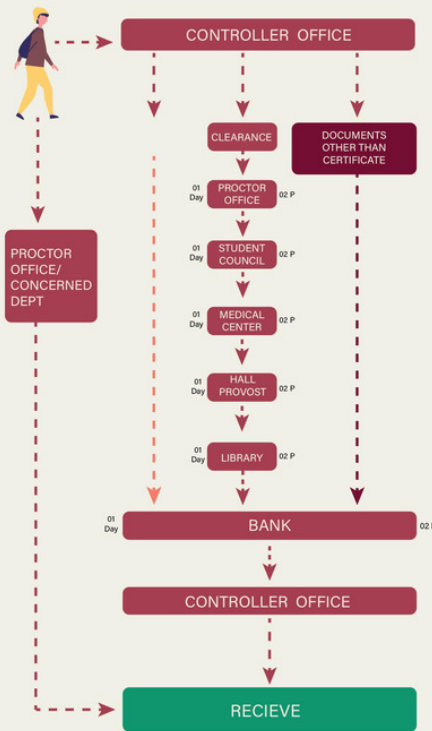 CONTROLLER OFFICE
CLEARANCE
DOCUMENTS
OTHER THAN
CERTIFICATE
01
Day
PROCTOR
OFFICE
02 P
PROCTOR
OFFICE/
CONCERNED
DEPT
01
Day
STUDENT
COUNCIL
02 P
01
Day
MEDICAL
CENTER
02 P
01
Day
HALL
PROVOST
02 P
01
Day
LIBRARY
02 P
01
Day
BANK
02
CONTROLLER OFFICE
RECIEVE